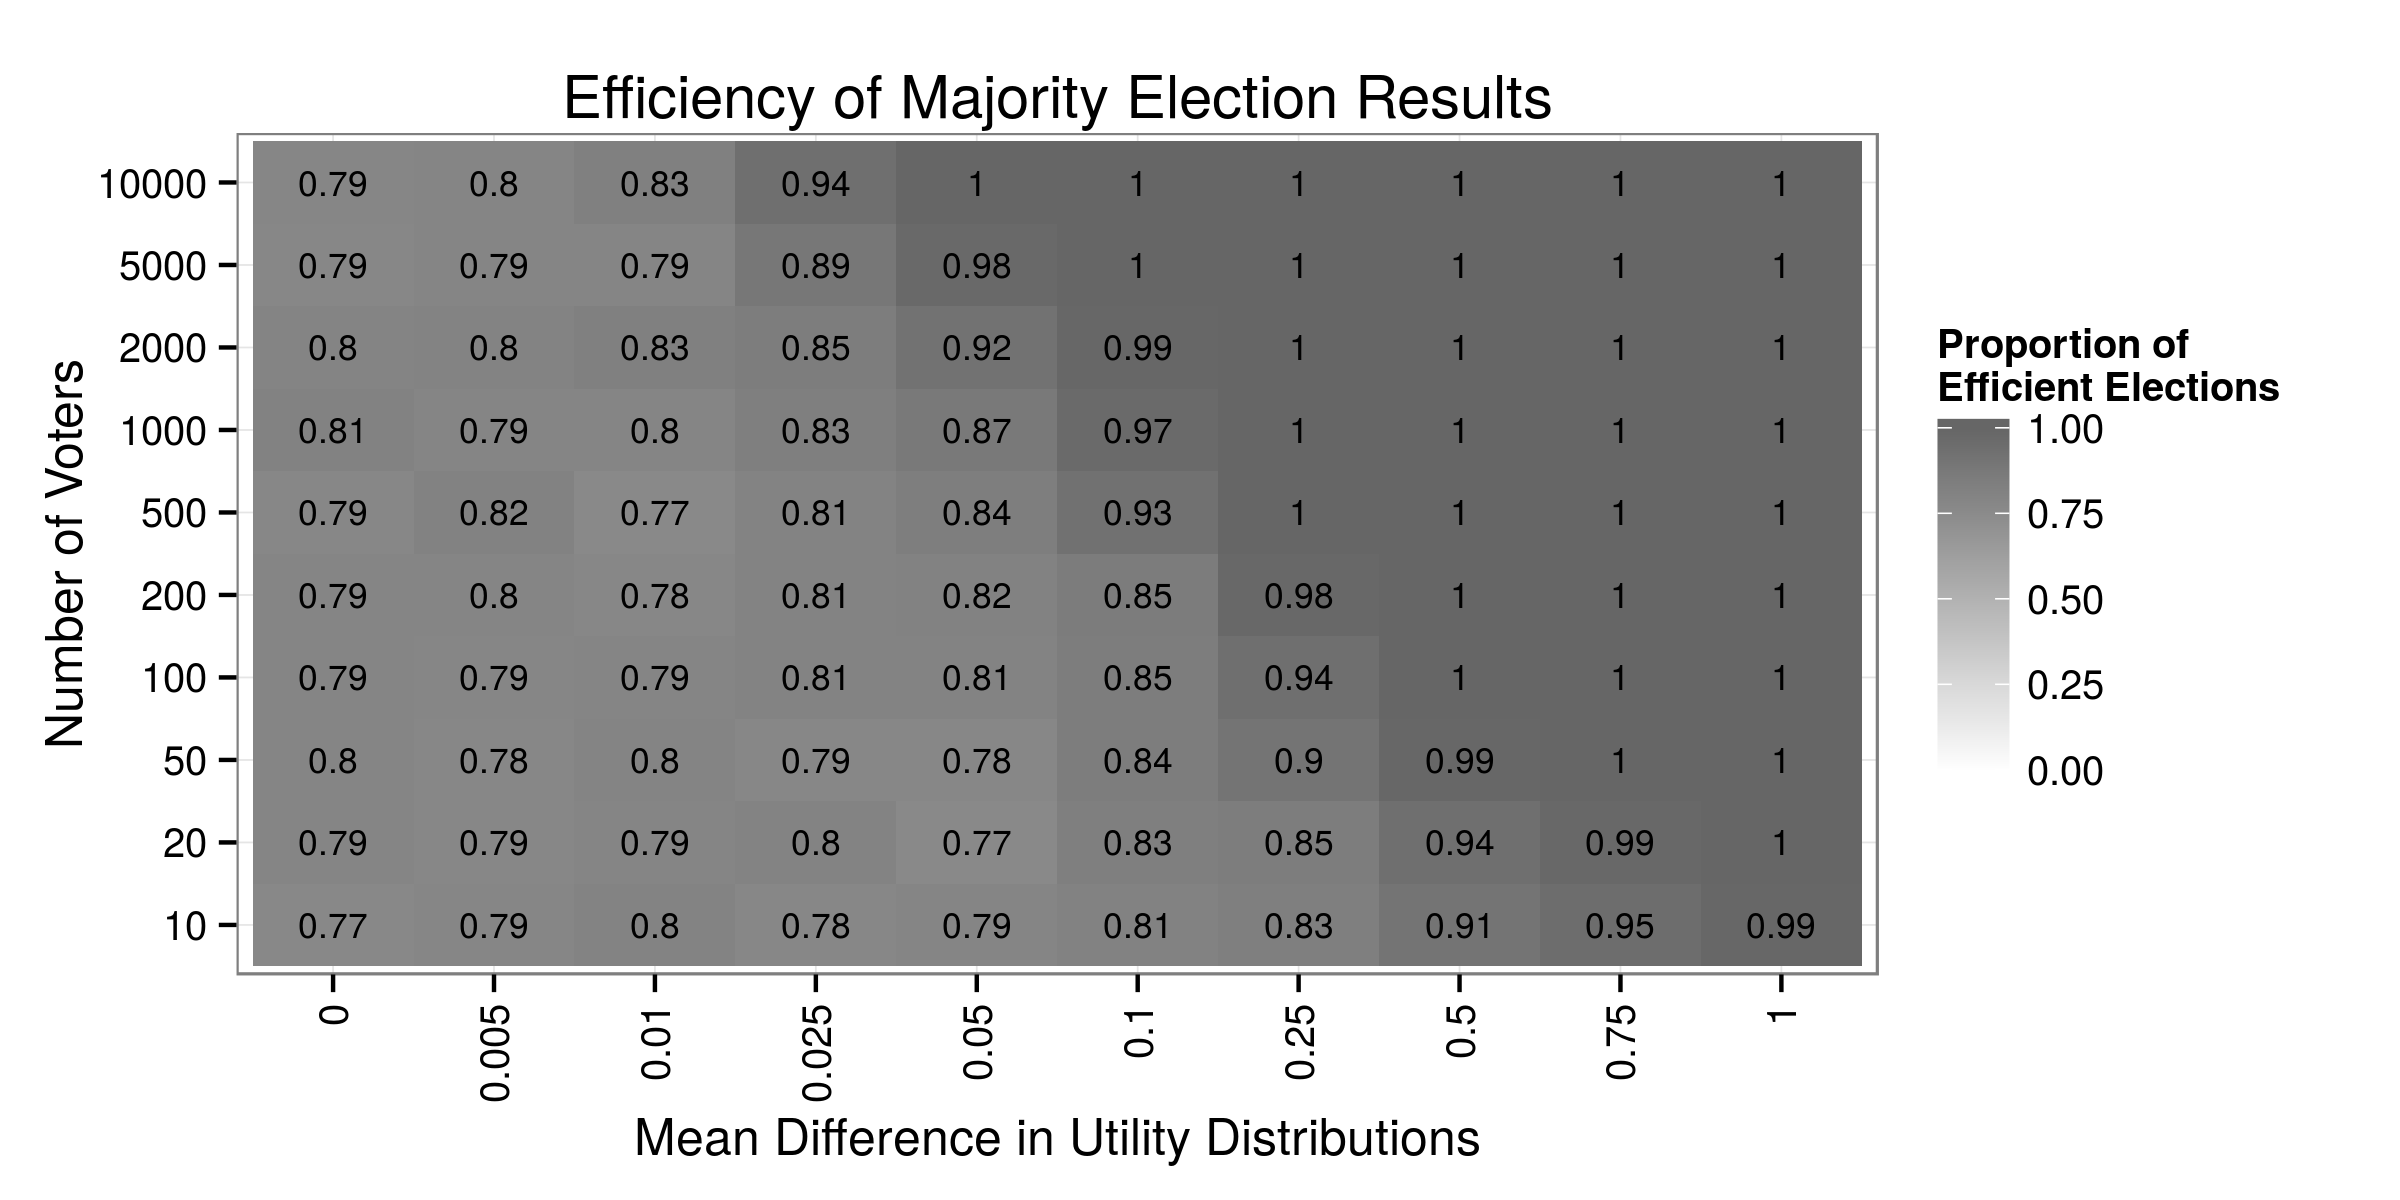 Efficiency of Majority Election Results
10000 0.79 0.8 0.83 0.94 1 1 1 1 1 1
5000 0.79 0.79 0.79 0.89 0.98 1 1 1 1 1
2000 0.8 0.8 0.83 0.85 0.92 0.99 1 1 1 1
1000 0.81 0.79 0.8 0.83 0.87 0.97 1 1 1 1
500 0.79 0.82 0.77 0.81 0.84 0.93 1 1 1 1
200 0.79 0.8 0.78 0.81 0.82 0.85 0.98 1 1 1
100 0.79 0.79 0.79 0.81 0.81 0.85 0.94 1 1 1
50 0.8 0.78 0.8 0.79 0.78 0.84 0.9 0.99 1 1
20 0.79 0.79 0.79 0.8 0.77 0.83 0.85 0.94 0.99 1
10 0.77 0.79 0.8 0.78 0.79 0.81 0.83 0.91 0.95 0.99
0 0.005 0.01 0.025 0.05 0.1 0.25 0.5 0.75 1
Mean Difference in Utility Distributions
Number of Voters
Proportion of
Efficient Elections
1.00
0.75
0.50
0.25
0.00